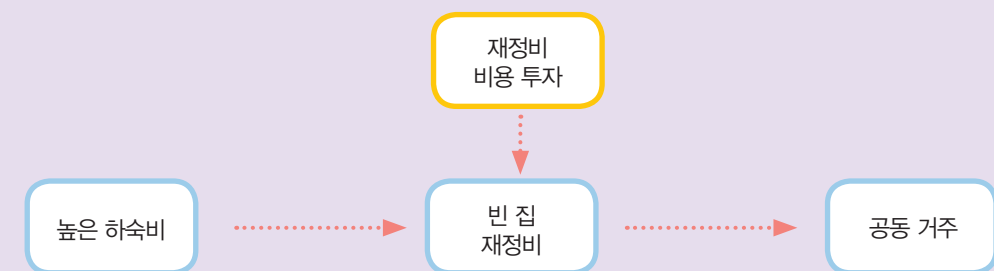 재정비
비용 투자
높은 하숙비
빈 집
재정비
공동 거주